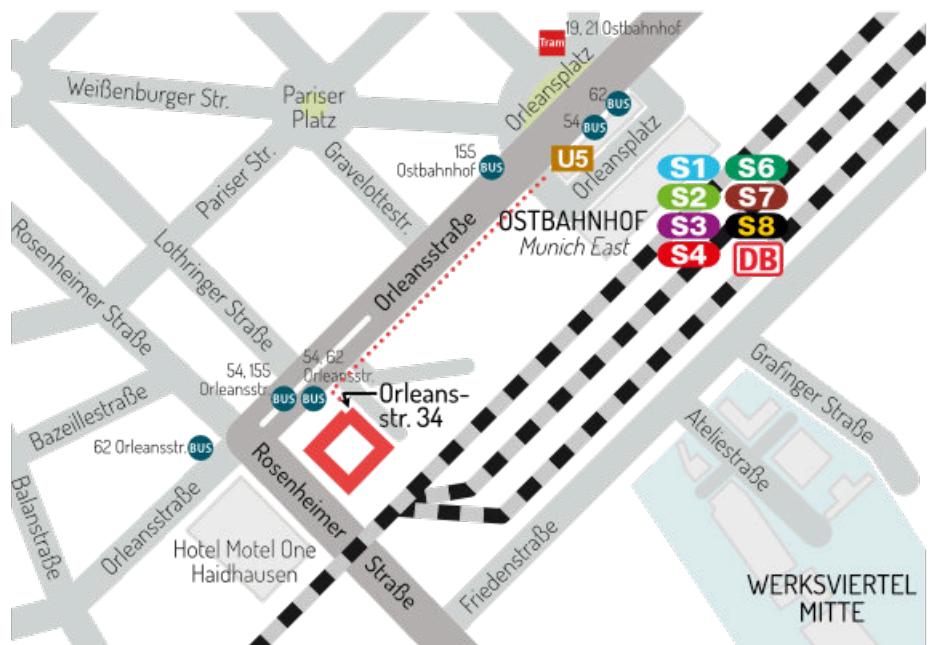 Tram
19, 21 Ostbahnhof
Weißenburger Str.
Pariser
Platz
Orleansplatz
62
BUS
54
BUS
Orleansplatz
U5
155
Ostbahnhof
BUS
Pariser Str.
Gravelottestr.
S1
S6
S2
S7
S3
S8
S4
DB
OSTBAHNHOF
Munich East
Rosenheimer Straße
Lothringer Straße
Orleansstraße
54, 155
Orleansstr.
BUS
54, 62
Orleansstr.
BUS
Orleans-
str. 34
Grafinger Straße
Bazeillestraße
62 Orleansstr.
BUS
Ateliestraße
Balanstraße
Orleansstraße
Rosenheimer
Straße
Hotel Motel One
Haidhausen
Friedenstraße
WERKSVIERTEL
MITTE